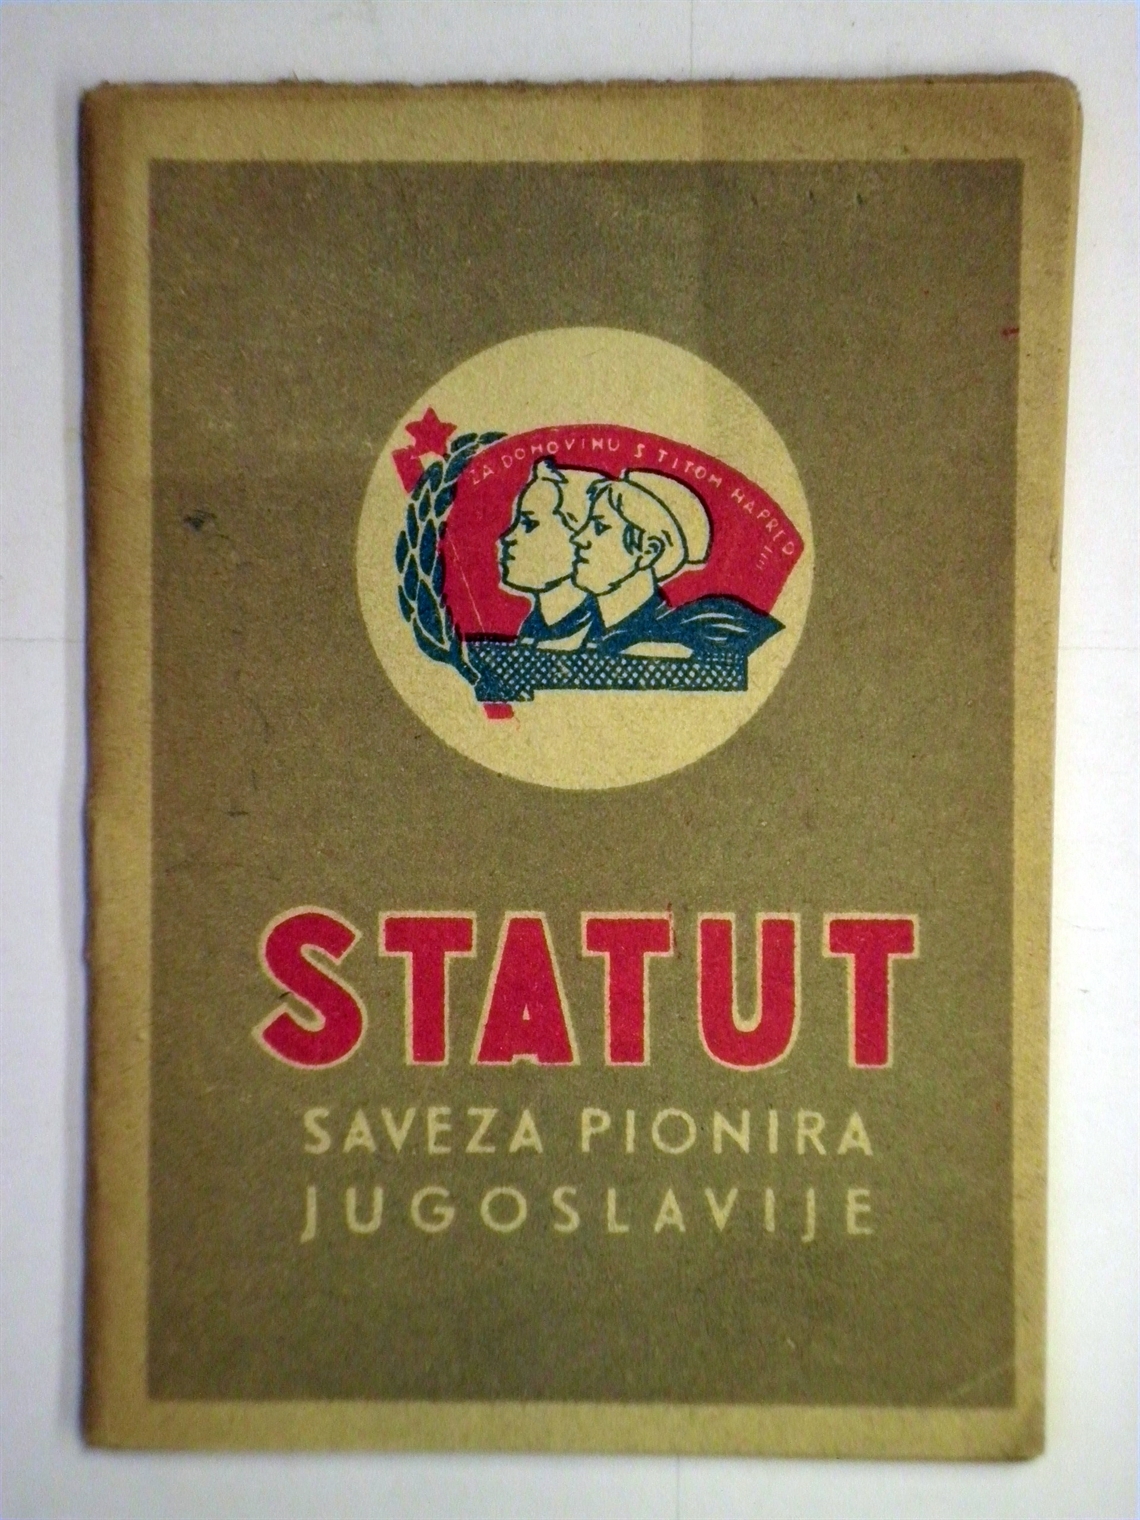 ZA DOMOVINU S TITOM NAPRED !!!
STATUT
SAVEZA PIONIRA
JUGOSLAVIJE